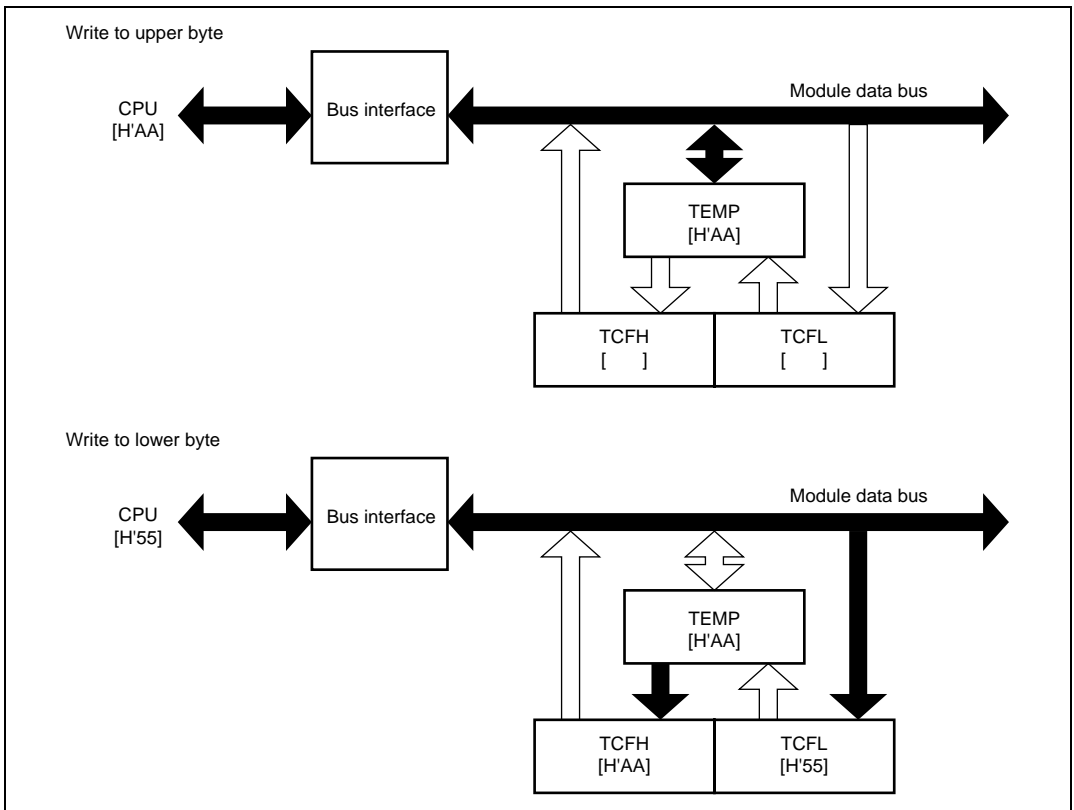 Write to upper byte
CPU
[H'AA]
Bus interface
Module data bus
TEMP
[H'AA]
TCFH
[ ]
TCFL
[ ]
Write to lower byte
CPU
[H'55]
Bus interface
Module data bus
TEMP
[H'AA]
TCFH
[H'AA]
TCFL
[H'55]